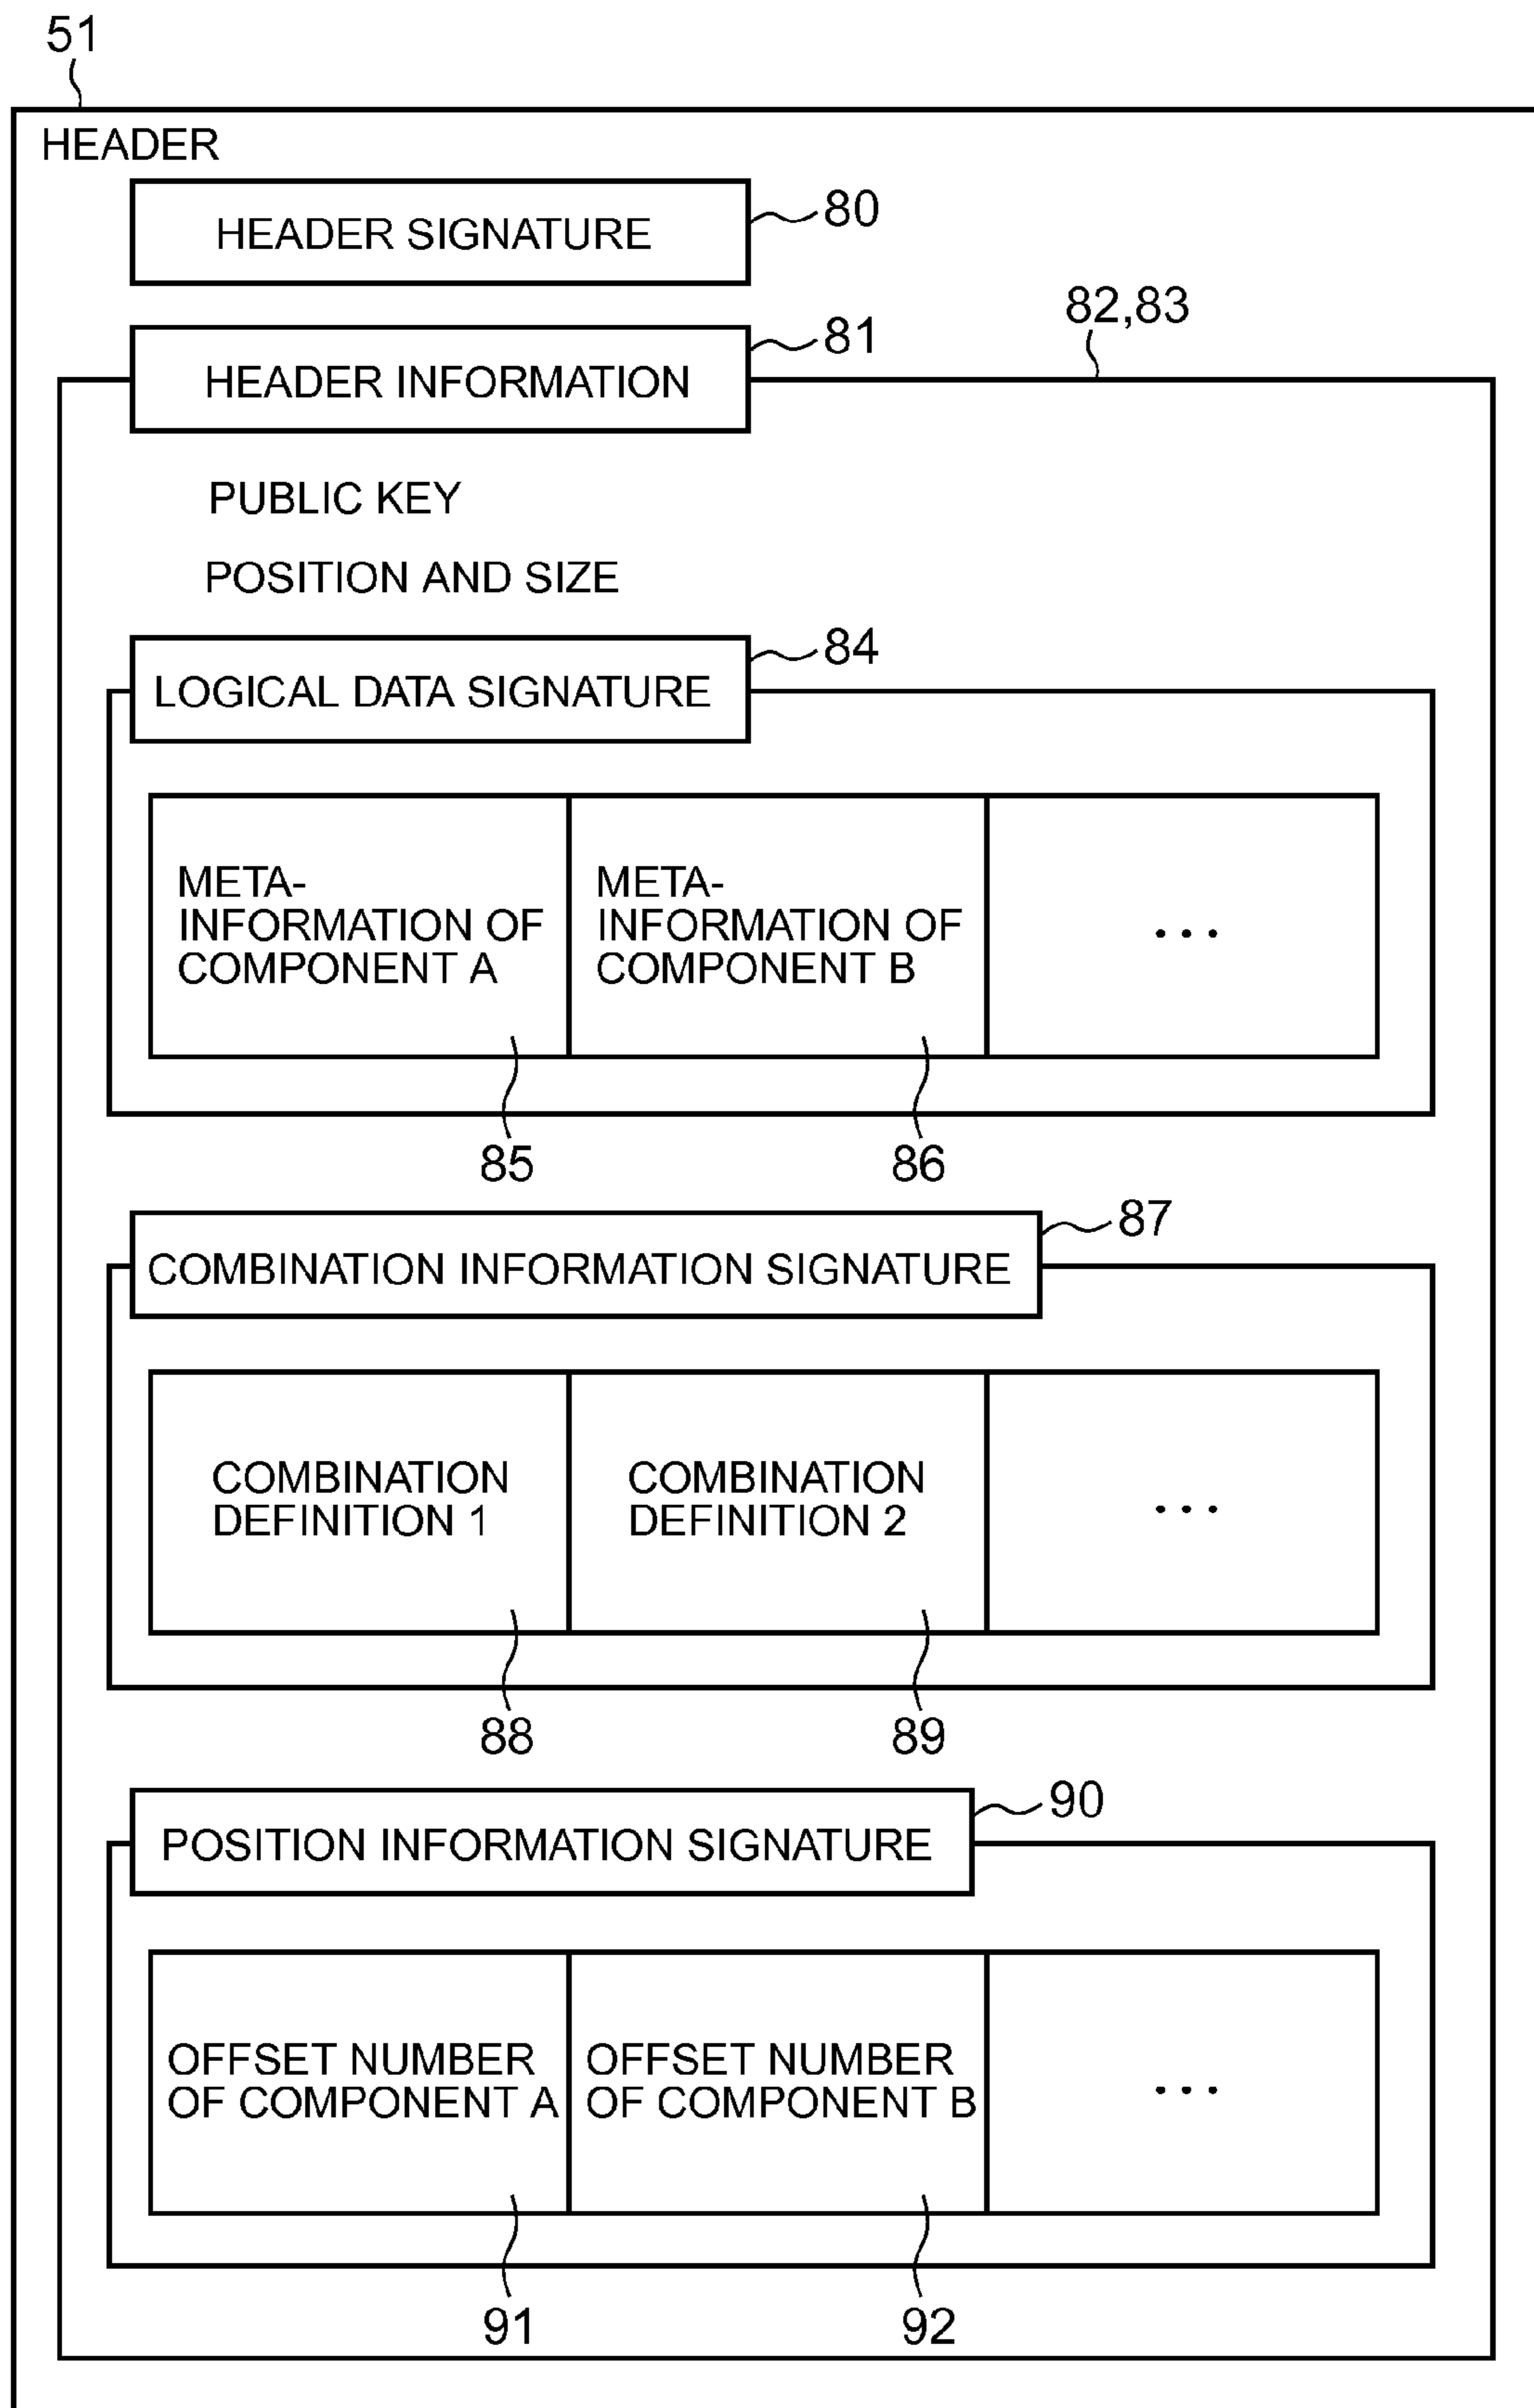 51
HEADER
HEADER SIGNATURE
80
82,83
HEADER INFORMATION
81
PUBLIC KEY
POSITION AND SIZE
LOGICAL DATA SIGNATURE
84
META-
INFORMATION OF
COMPONENT A
META-
INFORMATION OF
COMPONENT B
...
85
86
COMBINATION INFORMATION SIGNATURE
87
COMBINATION
DEFINITION 1
COMBINATION
DEFINITION 2
...
88
89
POSITION INFORMATION SIGNATURE
90
OFFSET NUMBER
OF COMPONENT A
OFFSET NUMBER
OF COMPONENT B
...
91
92